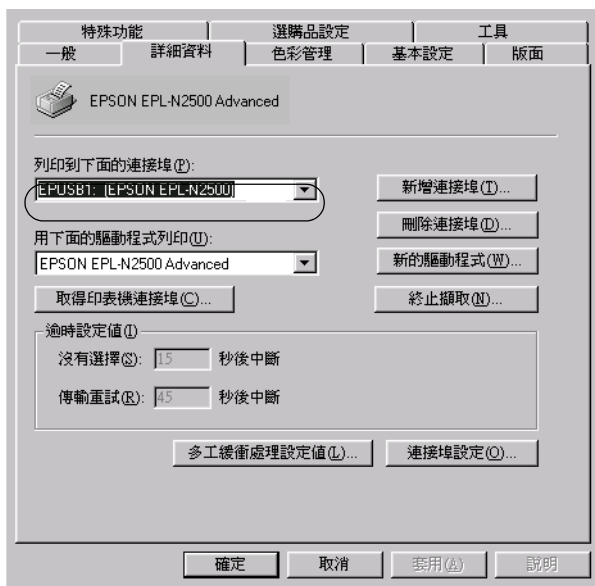 特殊功能 選購品設定 工具
一般 詳細資料 色彩管理 基本設定 版面
EPSON EPL-N2500 Advanced
列印到下面的連接埠(P):
EPUSB1: (EPSON EPL-N2500)
新增連接埠(T)...
刪除連接埠(D)...
用下面的驅動程式列印(U):
EPSON EPL-N2500 Advanced
新的驅動程式(W)...
取得印表機連接埠(C)...
終止擷取(N)...
逾時設定值(I)
沒有選擇(S): 15 秒後中斷
傳輸重試(R): 45 秒後中斷
多工緩衝處理設定值(L)...
連接埠設定(O)...
確定 取消 套用(A) 說明